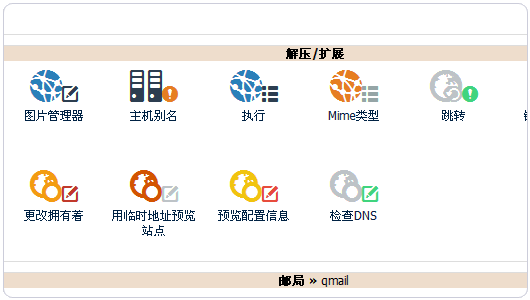 解压/扩展
图片管理器 主机别名 执行 Mime类型 跳转
更改拥有着 用临时地址预览 预览配置信息 检查DNS
站点
邮局 » qmail